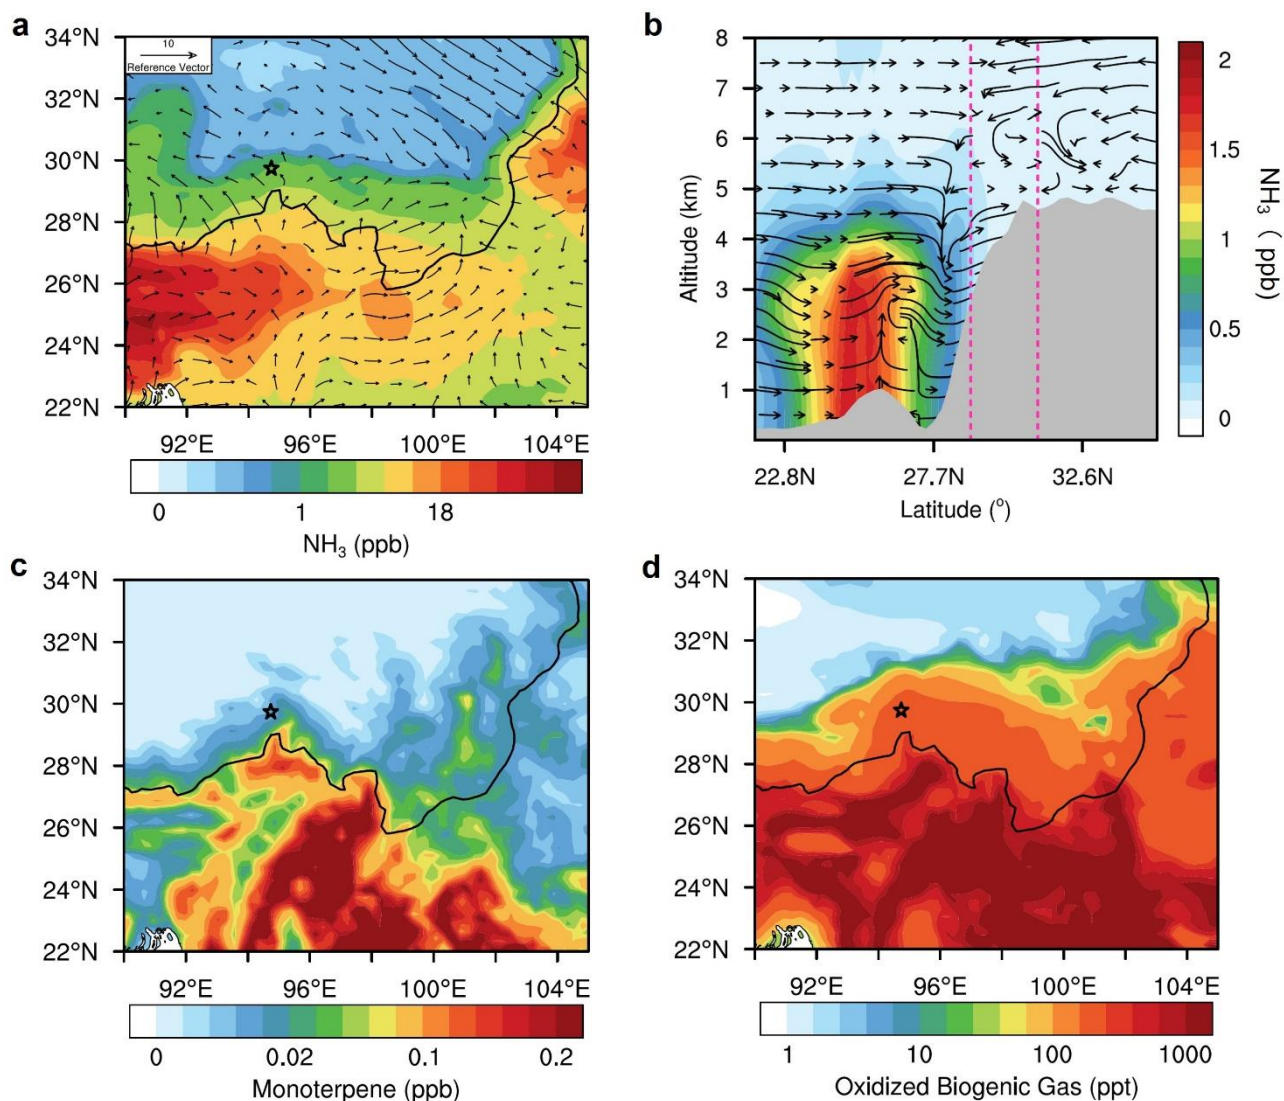 a
34°N
32°N
30°N
28°N
26°N
24°N
22°N
10
Reference Vector
92°E 96°E 100°E 104°E
0 1 18
NH3 (ppb)
b
8
7
6
5
4
3
2
1
Altitude (km)
22.8N 27.7N 32.6N
Latitude (°)
2
1.5
1
0.5
0
NH3 ( ppb)
c
34°N
32°N
30°N
28°N
26°N
24°N
22°N
92°E 96°E 100°E 104°E
0 0.02 0.1 0.2
Monoterpene (ppb)
d
34°N
32°N
30°N
28°N
26°N
24°N
22°N
92°E 96°E 100°E 104°E
1 10 100 1000
Oxidized Biogenic Gas (ppt)